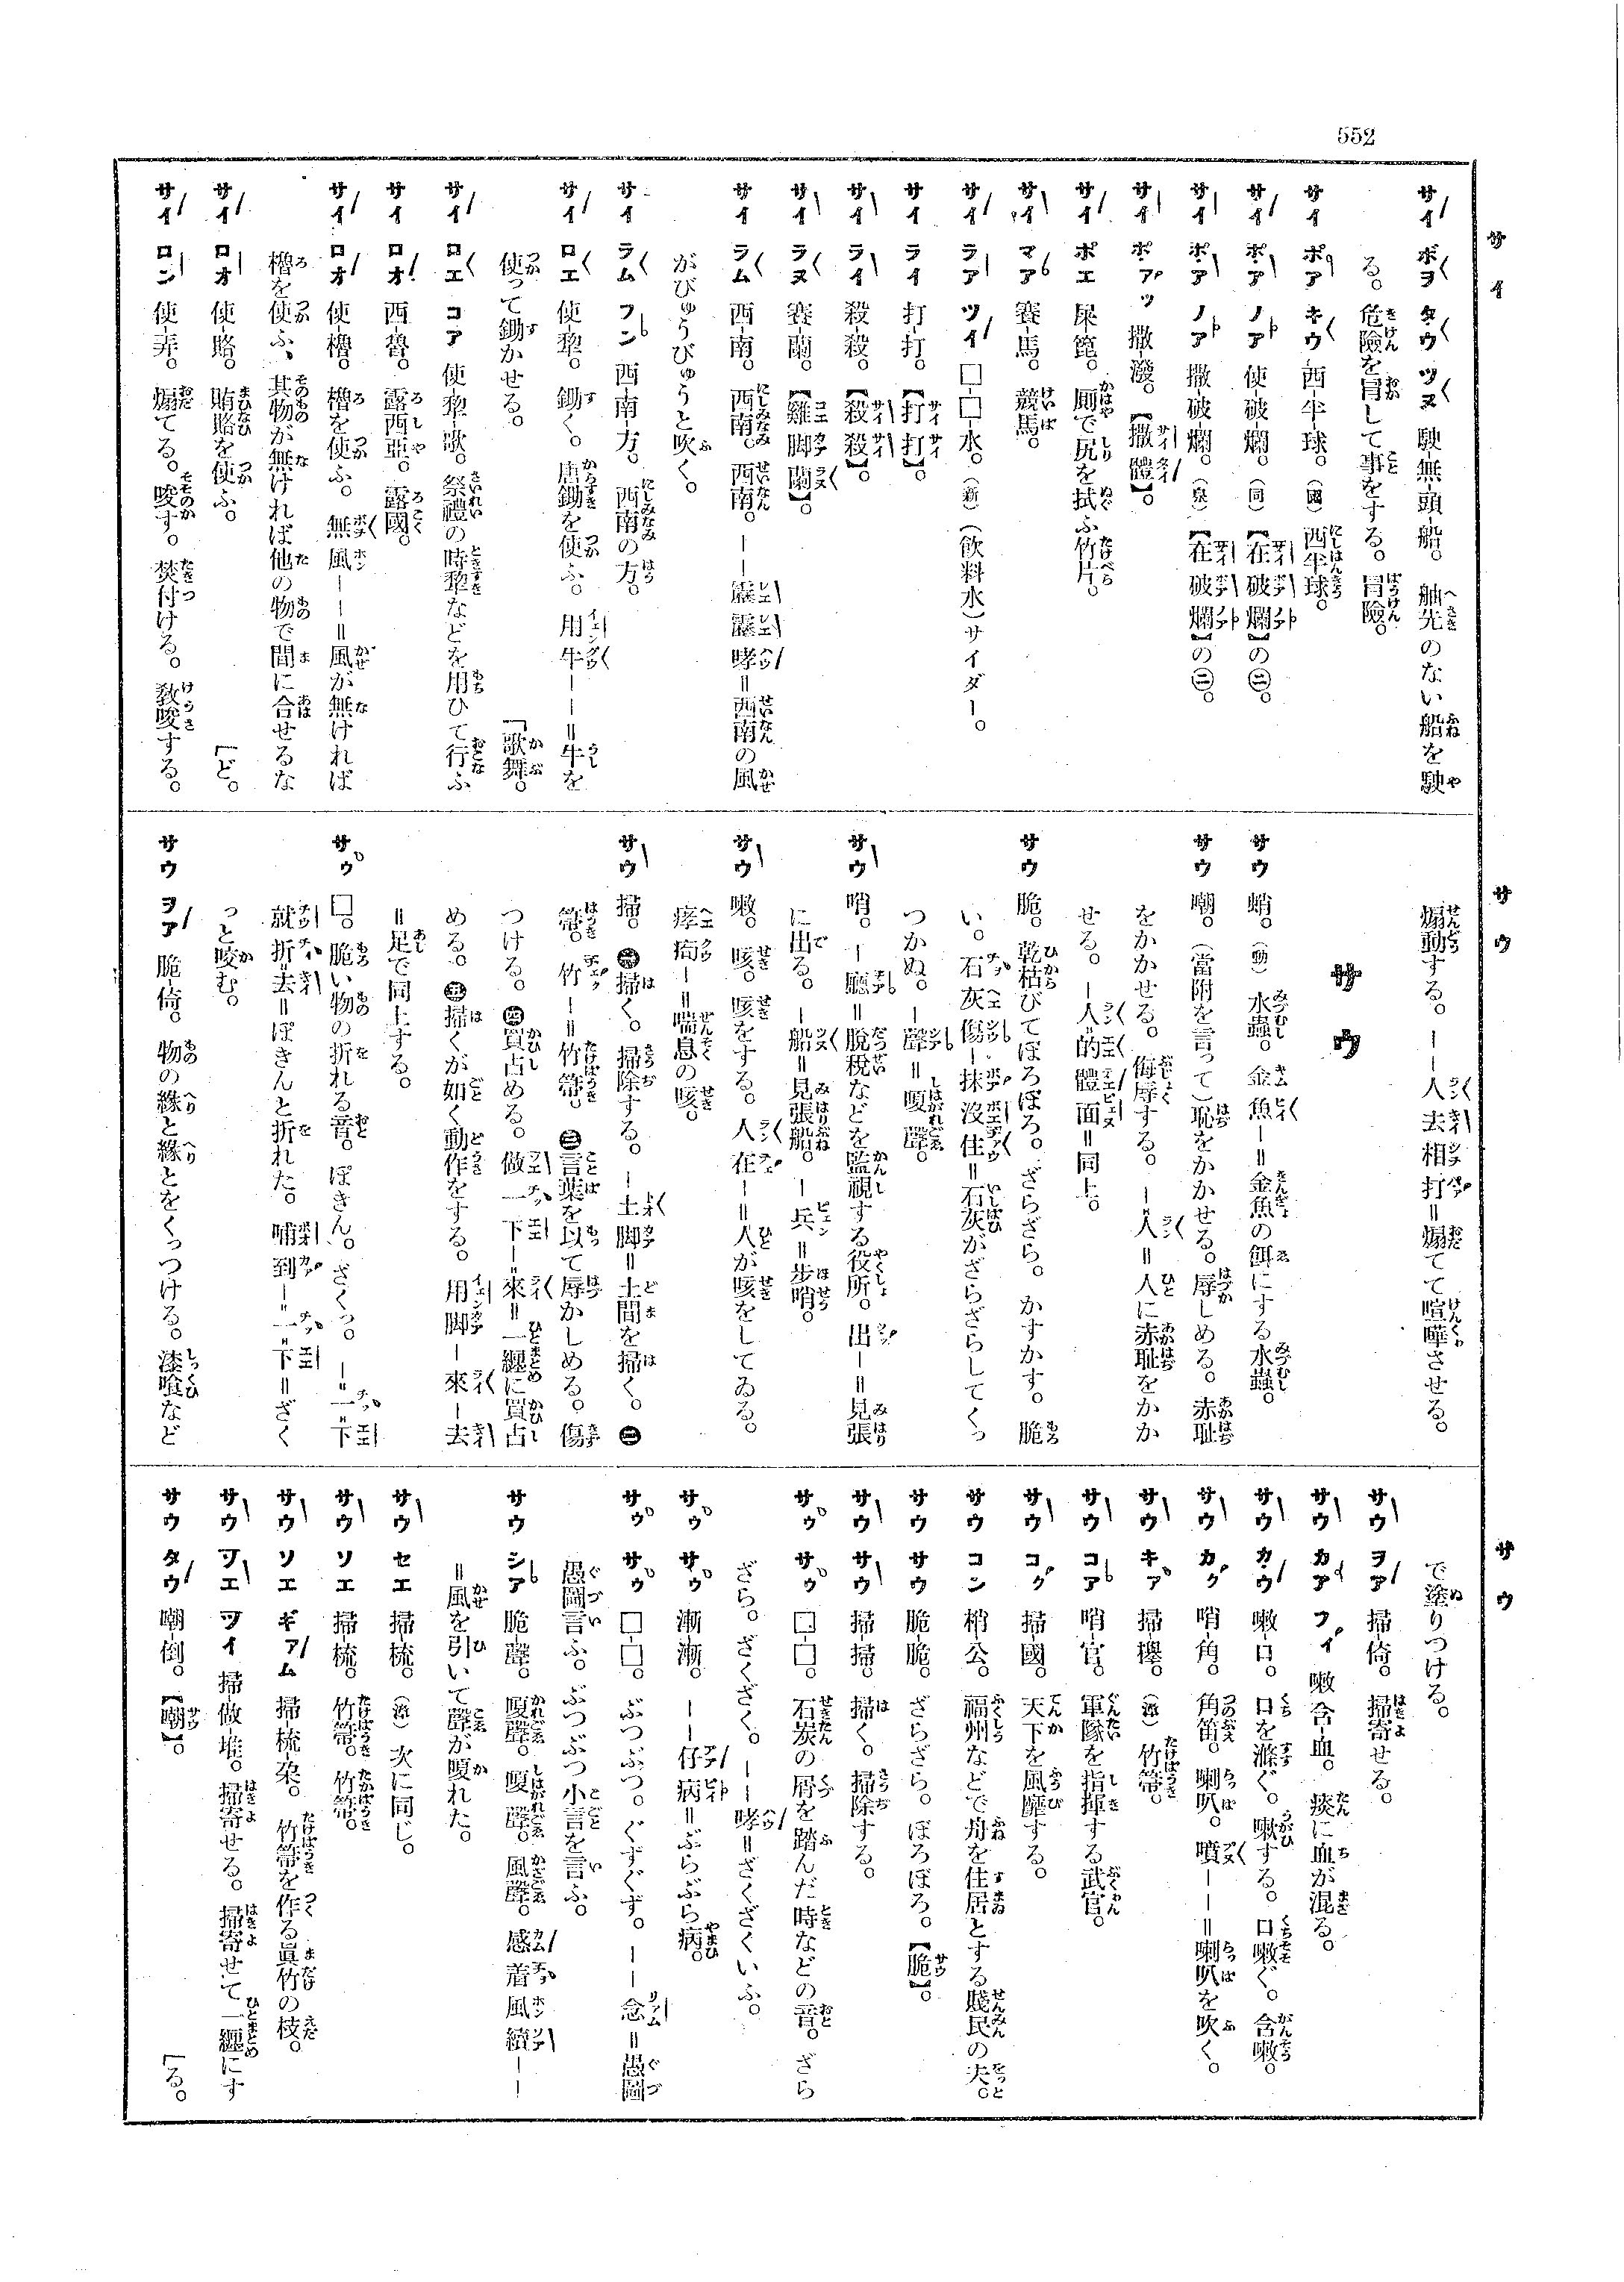 552
サイ
サイ ボヲ タウ ツヌ 駛-無-頭-船。舳先のない船を駛
る。危險を冒して事をする。冒險。
サイ ポア キウ 西-半-球。(國)西半球。
サイ ポア ノア 使-破-爛。(同)【在破爛】の㊁。
サイ ポア ノア 撒-破-爛。(泉)【在破爛】の㊁。
サイ ポアッ 撒-潑。【撒體】。
サイ ポエ 屎-箆。厠で尻を拭ふ竹片。
サイ マア 賽-馬。競馬。
サイ ラア ツイ □-□-水。(新)(飮料水)サイダー。
サイ ライ 打-打。【打打】。
サイ ライ 殺-殺。【殺殺】。
サイ ラヌ 賽-蘭。【雞脚蘭】。
サイ ラム 西-南。西南。西南。——霳霳哮=西南の風
がびゅうびゅうと吹く。
サイ ラム フン 西-南-方。西南の方。
サイ ロエ 使-犂。鋤く。唐鋤を使ふ。用牛——=牛を
使って鋤かせる。「歌舞。
サイ ロエ コア 使-犂-歌。祭禮の時犂などを用ひて行ふ
サイ ロオ 西-魯。露西亞。露國。
サイ ロオ 使-櫓。櫓を使ふ。無風——=風が無ければ
櫓を使ふ、其物が無ければ他の物で間に合せるな
サイ ロオ 使-賂。賄賂を使ふ。「ど。
サイ ロン 使-弄。煽てる。唆す。焚付ける。敎唆する。
サウ
煽動する。——人去相打=煽てて喧嘩させる。
サウ
サウ 蛸。(動)水蟲。金魚—=金魚の餌にする水蟲。
サウ 嘲。(當附を言って)恥をかかせる。辱しめる。赤恥
をかかせる。侮辱する。—人=人に赤恥をかか
せる。—人的體面=同上。
サウ 脆。乾枯びてぼろぼろ。ざらざら。かすかす。脆
い。石灰傷—抹沒住=石灰がざらざらしてくっ
つかぬ。—聲=嗄聲。
サウ 哨。—廳=脫稅などを監視する役所。出—=見張
に出る。—船=見張船。—兵=步哨。
サウ 嗽。咳。咳をする。人在—=人が咳をしてゐる。
痚疴—=喘息の咳。
サウ 掃。㊀掃く。掃除する。—土脚=土間を掃く。㊁
箒。竹—=竹箒。㊂言葉を以て辱かしめる。傷
つける。㊃買占める。做一下—來=一纏に買占
める。㊄掃くが如く動作をする。用脚—來—去
=足で同上する。
サウ □。脆い物の折れる音。ぽきん。ざくっ。—一下
就折去=ぽきんと折れた。哺到—一下=ざく
っと咬む。
サウ ヲア 脆-倚。物の緣と緣とをくっつける。漆喰など
サウ
で塗りつける。
サウ ヲア 掃-倚。掃寄せる。
サウ カア フイ 嗽-含-血。痰に血が混る。
サウ カウ 嗽-口。口を滌ぐ。嗽する。口嗽ぐ。含嗽。
サウ カク 哨-角。角笛。喇叭。噴——=喇叭を吹く。
サウ キア 掃-攑。(漳)竹箒。
サウ コア 哨-官。軍隊を指揮する武官。
サウ コク 掃-國。天下を風靡する。
サウ コン 梢-公。福州などで舟を住居とする賤民の夫。
サウ サウ 脆-脆。ざらざら。ぼろぼろ。【脆】。
サウ サウ 掃-掃。掃く。掃除する。
サウ サウ □-□。石炭の屑を踏んだ時などの音。ざら
ざら。ざくざく。——哮=ざくざくいふ。
サウ サウ 漸漸。——仔病=ぶらぶら病。
サウ サウ □-□。ぶつぶつ。ぐずぐず。——念=愚圖
愚圖言ふ。ぶつぶつ小言を言ふ。
サウ シア 脆-聲。嗄聲。嗄聲。風聲。感着風續——
=風を引いて聲が嗄れた。
サウ セエ 掃-梳。(漳)次に同じ。
サウ ソエ 掃-梳。竹箒。竹箒。
サウ ソエ ギアム 掃-梳-枽。竹箒を作る眞竹の枝。
サウ ヲエ ヲイ 掃-做-堆。掃寄せる。掃寄せて一纏にす
サウ タウ 嘲-倒。【嘲】。「る。